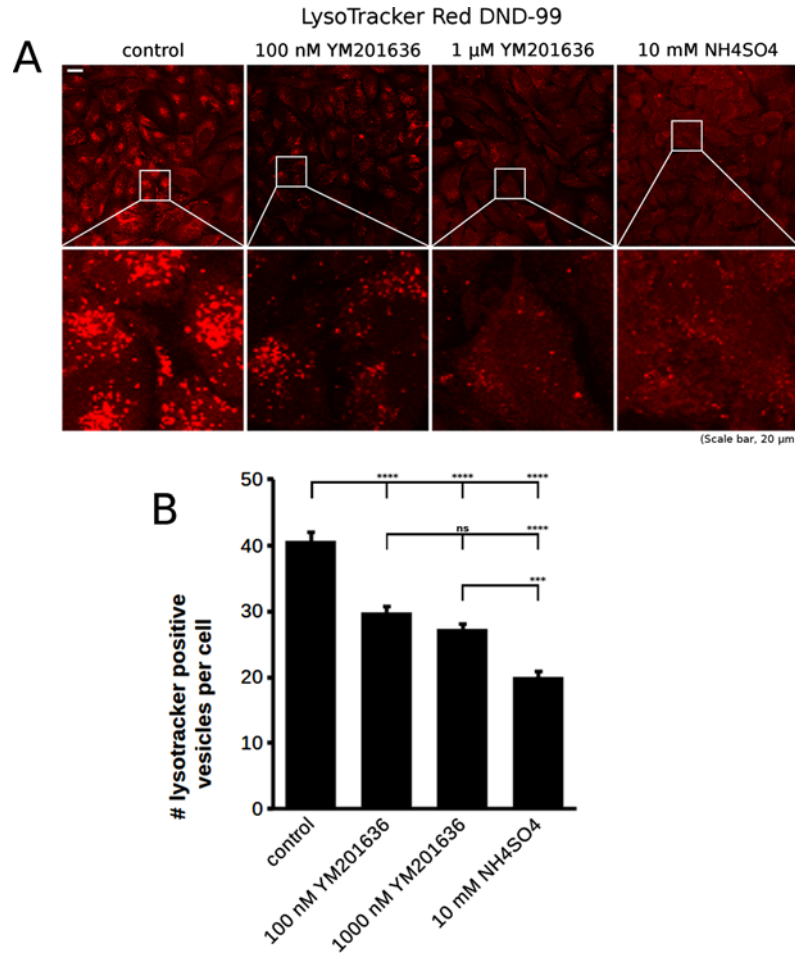 LysoTracker Red DND-99
A
control 100 nM YM201636 1 µM YM201636 10 mM NH4SO4
(Scale bar, 20 µm
B
# lysotracker positive
vesicles per cell
50
40
30
20
10
0
**** **** ****
ns ****
***
control
100 nM YM201636
1000 nM YM201636
10 mM NH4SO4